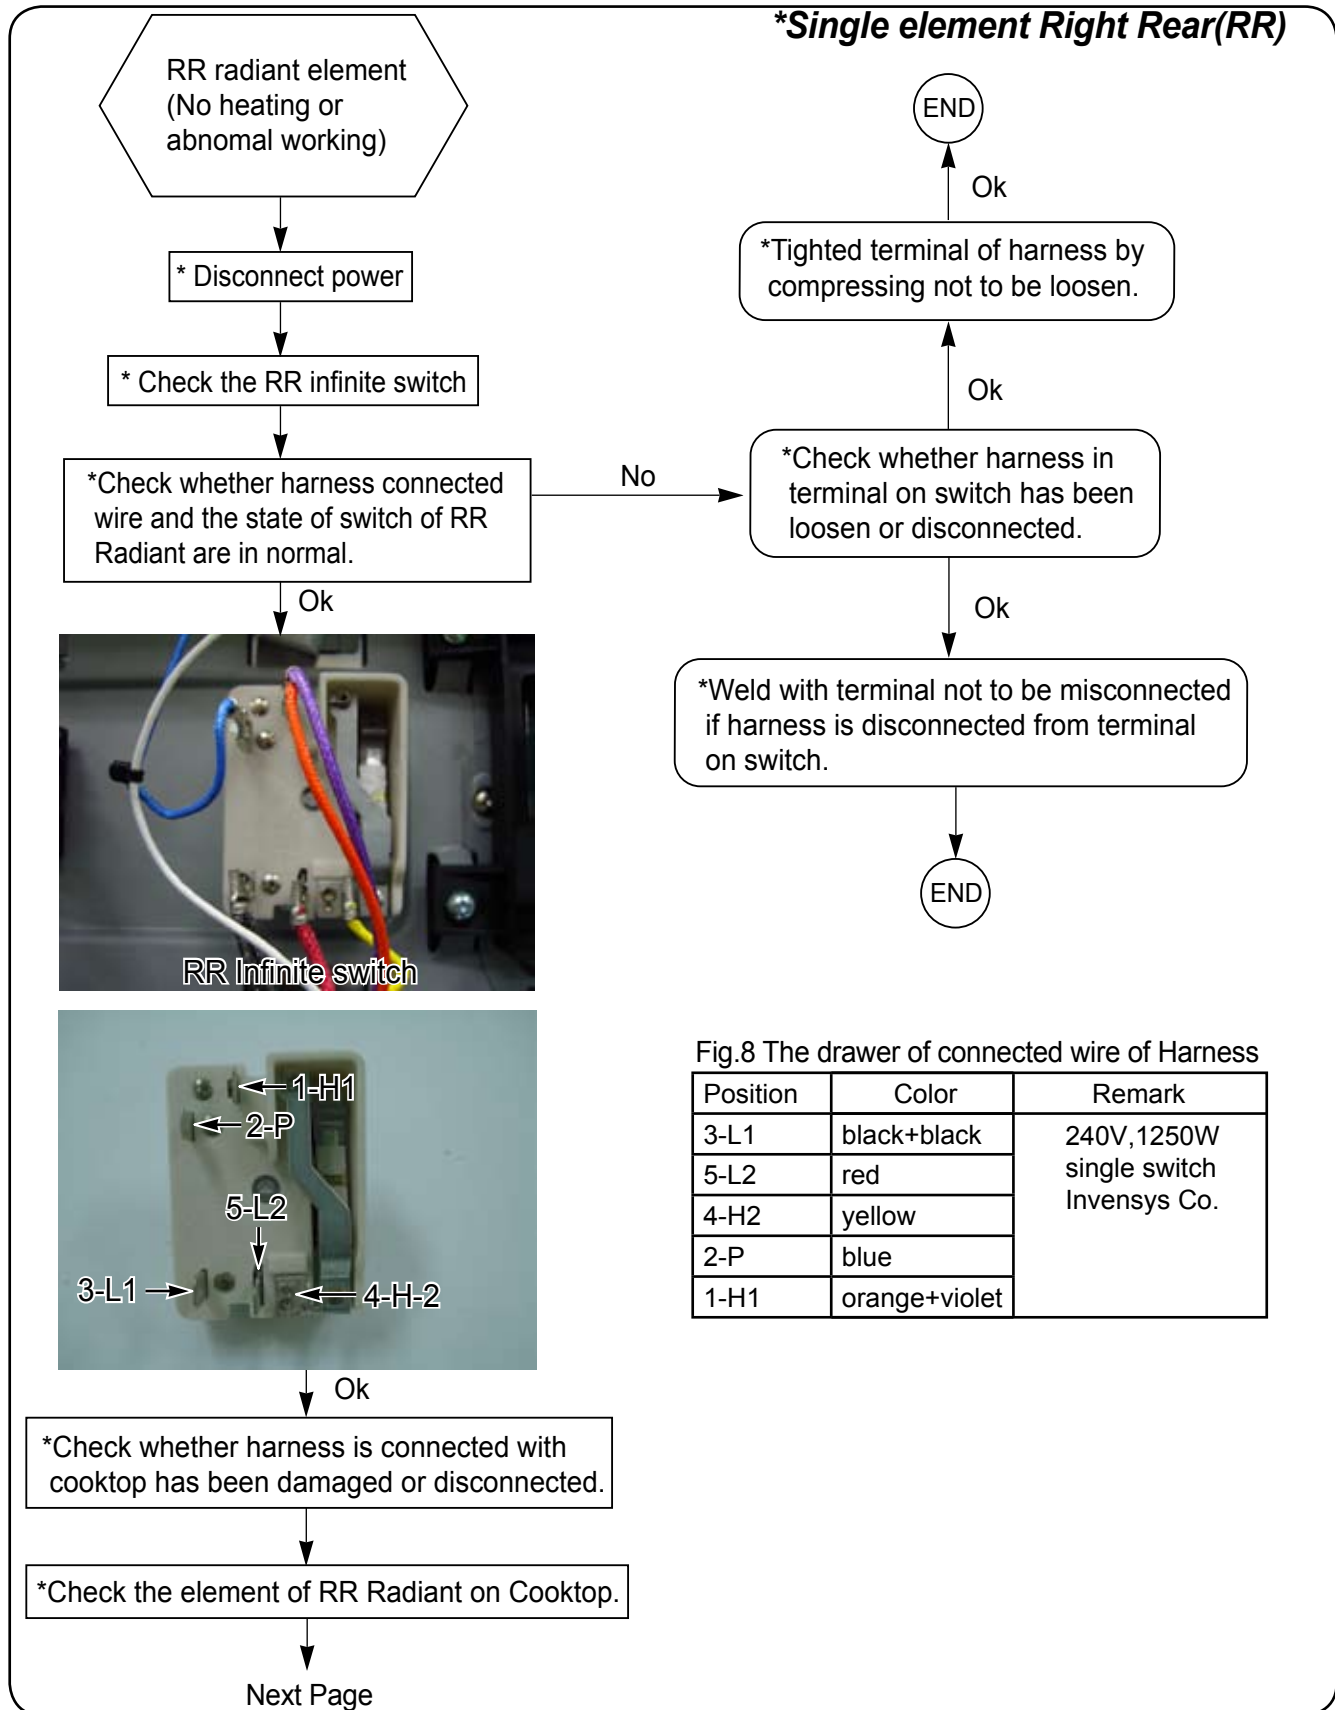 *Single element Right Rear(RR)
RR radiant element
(No heating or
abnomal working)
* Disconnect power
* Check the RR infinite switch
*Check whether harness connected
wire and the state of switch of RR
Radiant are in normal.
No
Ok
*Check whether harness in
terminal on switch has been
loosen or disconnected.
Ok
*Tighted terminal of harness by
compressing not to be loosen.
Ok
END
Ok
*Weld with terminal not to be misconnected
if harness is disconnected from terminal
on switch.
END
RR Infinite switch
1-H1
2-P
5-L2
3-L1
4-H-2
Fig.8 The drawer of connected wire of Harness
Position Color Remark
3-L1 black+black 240V,1250W
5-L2 red single switch
4-H2 yellow Invensys Co.
2-P blue
1-H1 orange+violet
Ok
*Check whether harness is connected with
cooktop has been damaged or disconnected.
*Check the element of RR Radiant on Cooktop.
Next Page